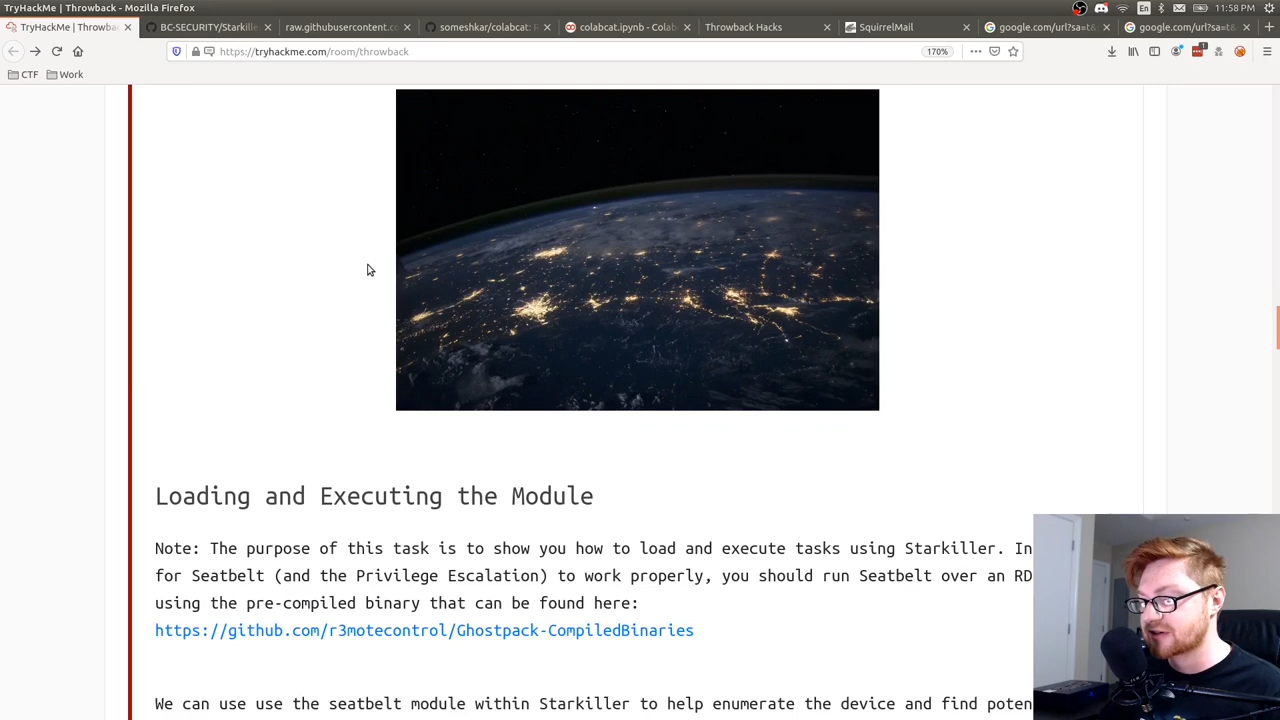 TryHackMe | Throwback - Mozilla Firefox
En
11:58 PM
TryHackMe | Throwb
BC-SECURITY/Starkille
raw.githubusercontent.co
someshkar/colabcat: R
colabcat.ipynb - Colab
Throwback Hacks
SquirrelMail
google.com/url?sa=t&
google.com/url?sa=t&
https://tryhackme.com/room/throwback
170%
CTF
Work
Loading and Executing the Module
Note: The purpose of this task is to show you how to load and execute tasks using Starkiller. In
for Seatbelt (and the Privilege Escalation) to work properly, you should run Seatbelt over an RD
using the pre-compiled binary that can be found here:
https://github.com/r3motecontrol/Ghostpack-CompiledBinaries
We can use use the seatbelt module within Starkiller to help enumerate the device and find poten